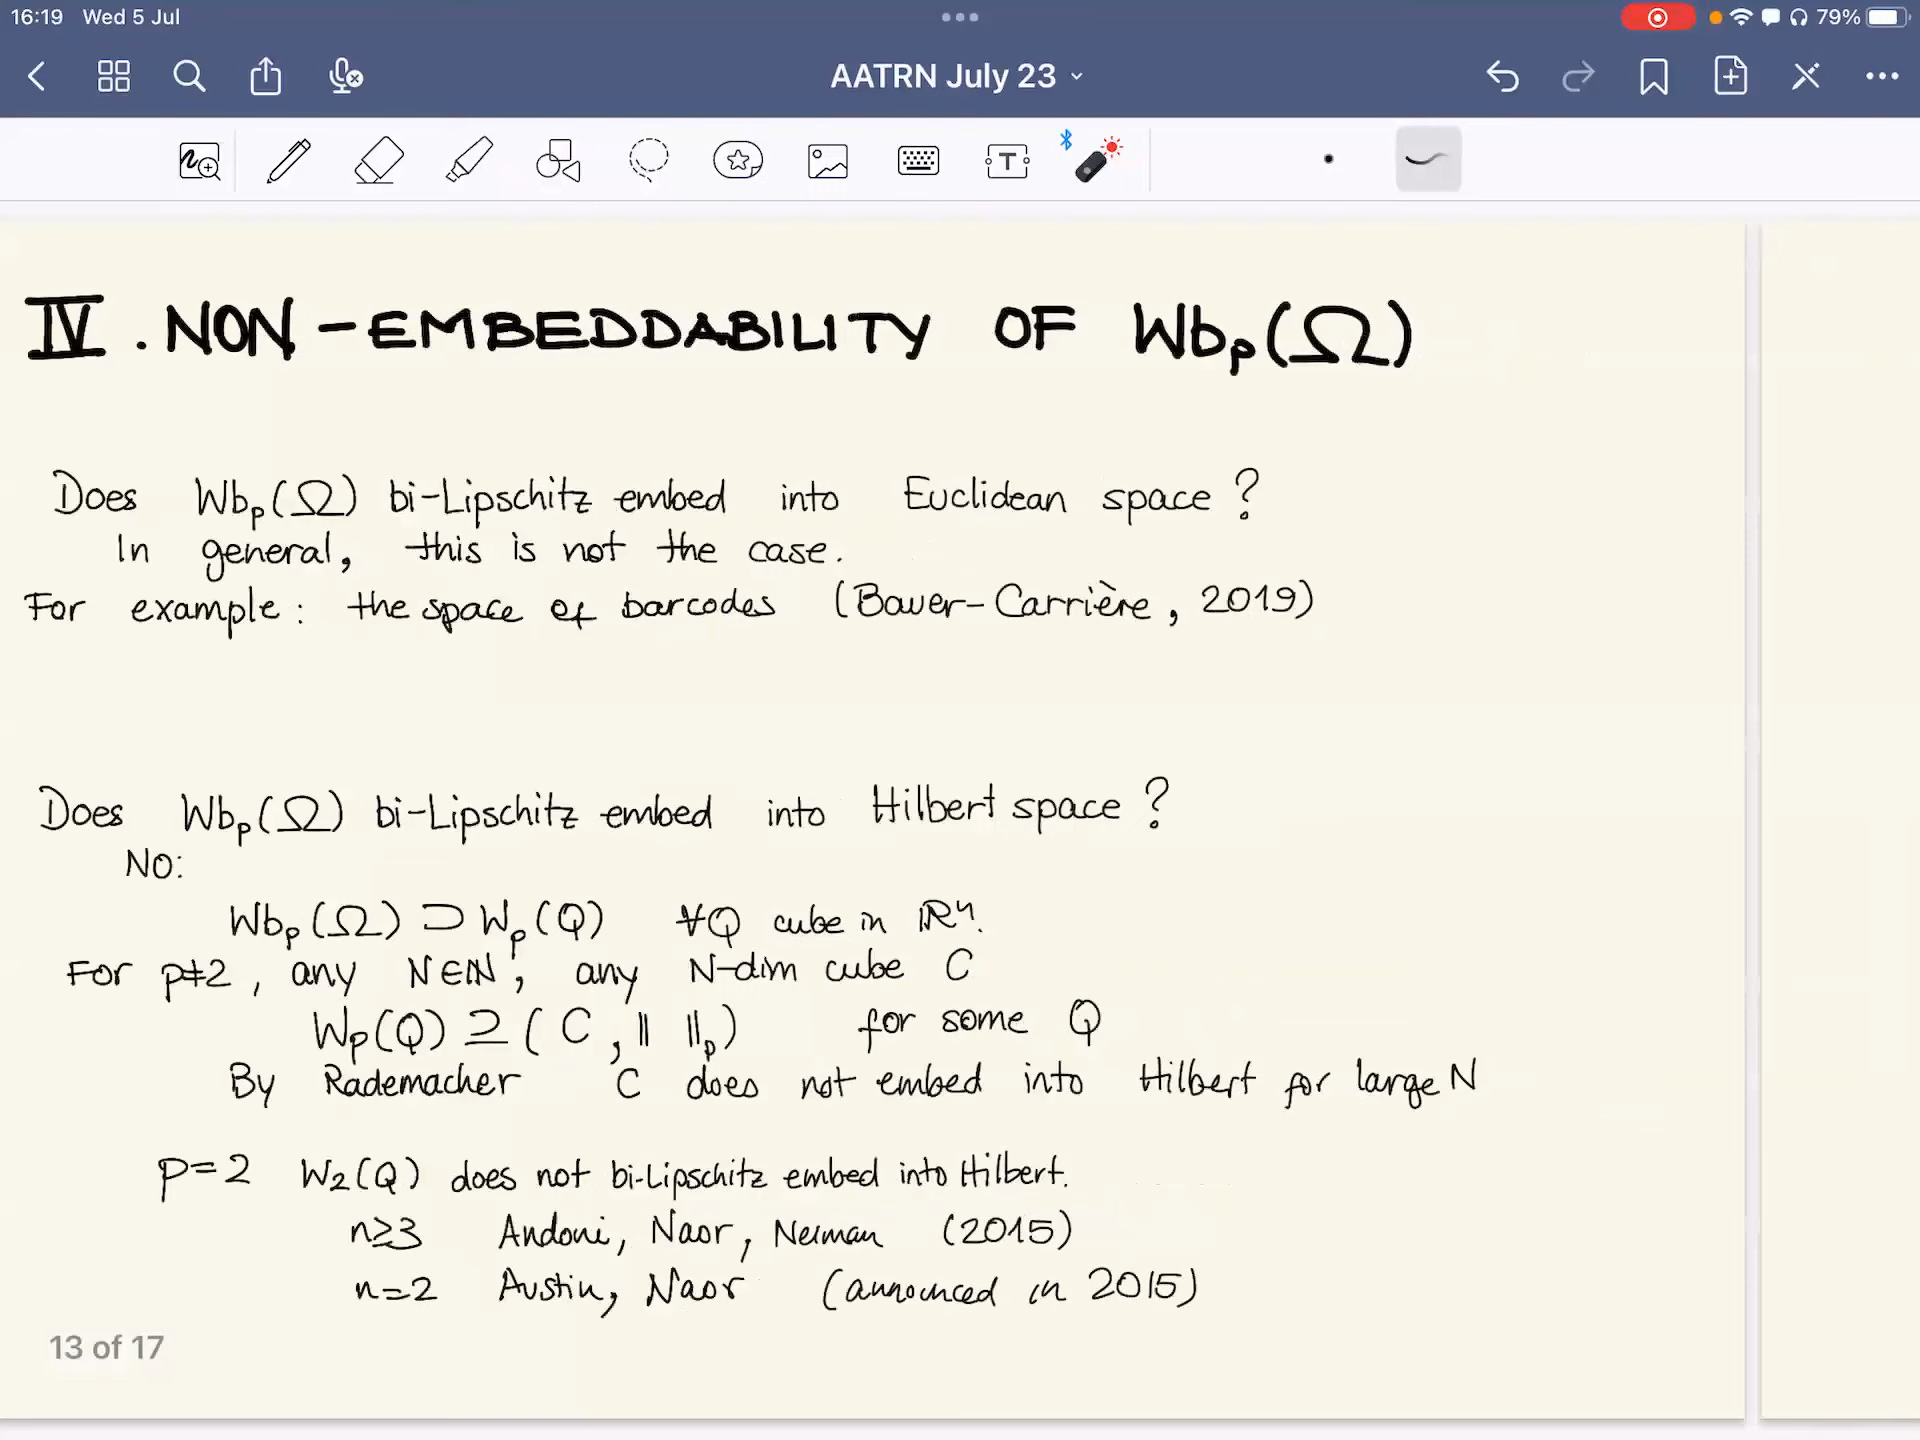 16:19 Wed 5 Jul
79%
AATRN July 23
IV. NON-EMBEDDABILITY OF Wbₚ(Ω)
Does Wbₚ(Ω) bi-Lipschitz embed into Euclidean space?
In general, this is not the case.
For example: the space of barcodes (Bauer-Carrière, 2019)
Does Wbₚ(Ω) bi-Lipschitz embed into Hilbert space?
NO:
Wbₚ(Ω) ⊃ Wₚ(Q) ∀Q cube in ℝⁿ.
For p≠2, any N∈ℕ, any N-dim cube C
Wₚ(Q) ⊇ (C, ‖ ‖ₚ) for some Q
By Rademacher C does not embed into Hilbert for large N
p=2 W₂(Q) does not bi-Lipschitz embed into Hilbert.
n≥3 Andoni, Naor, Neiman (2015)
n=2 Austin, Naor (announced in 2015)
13 of 17